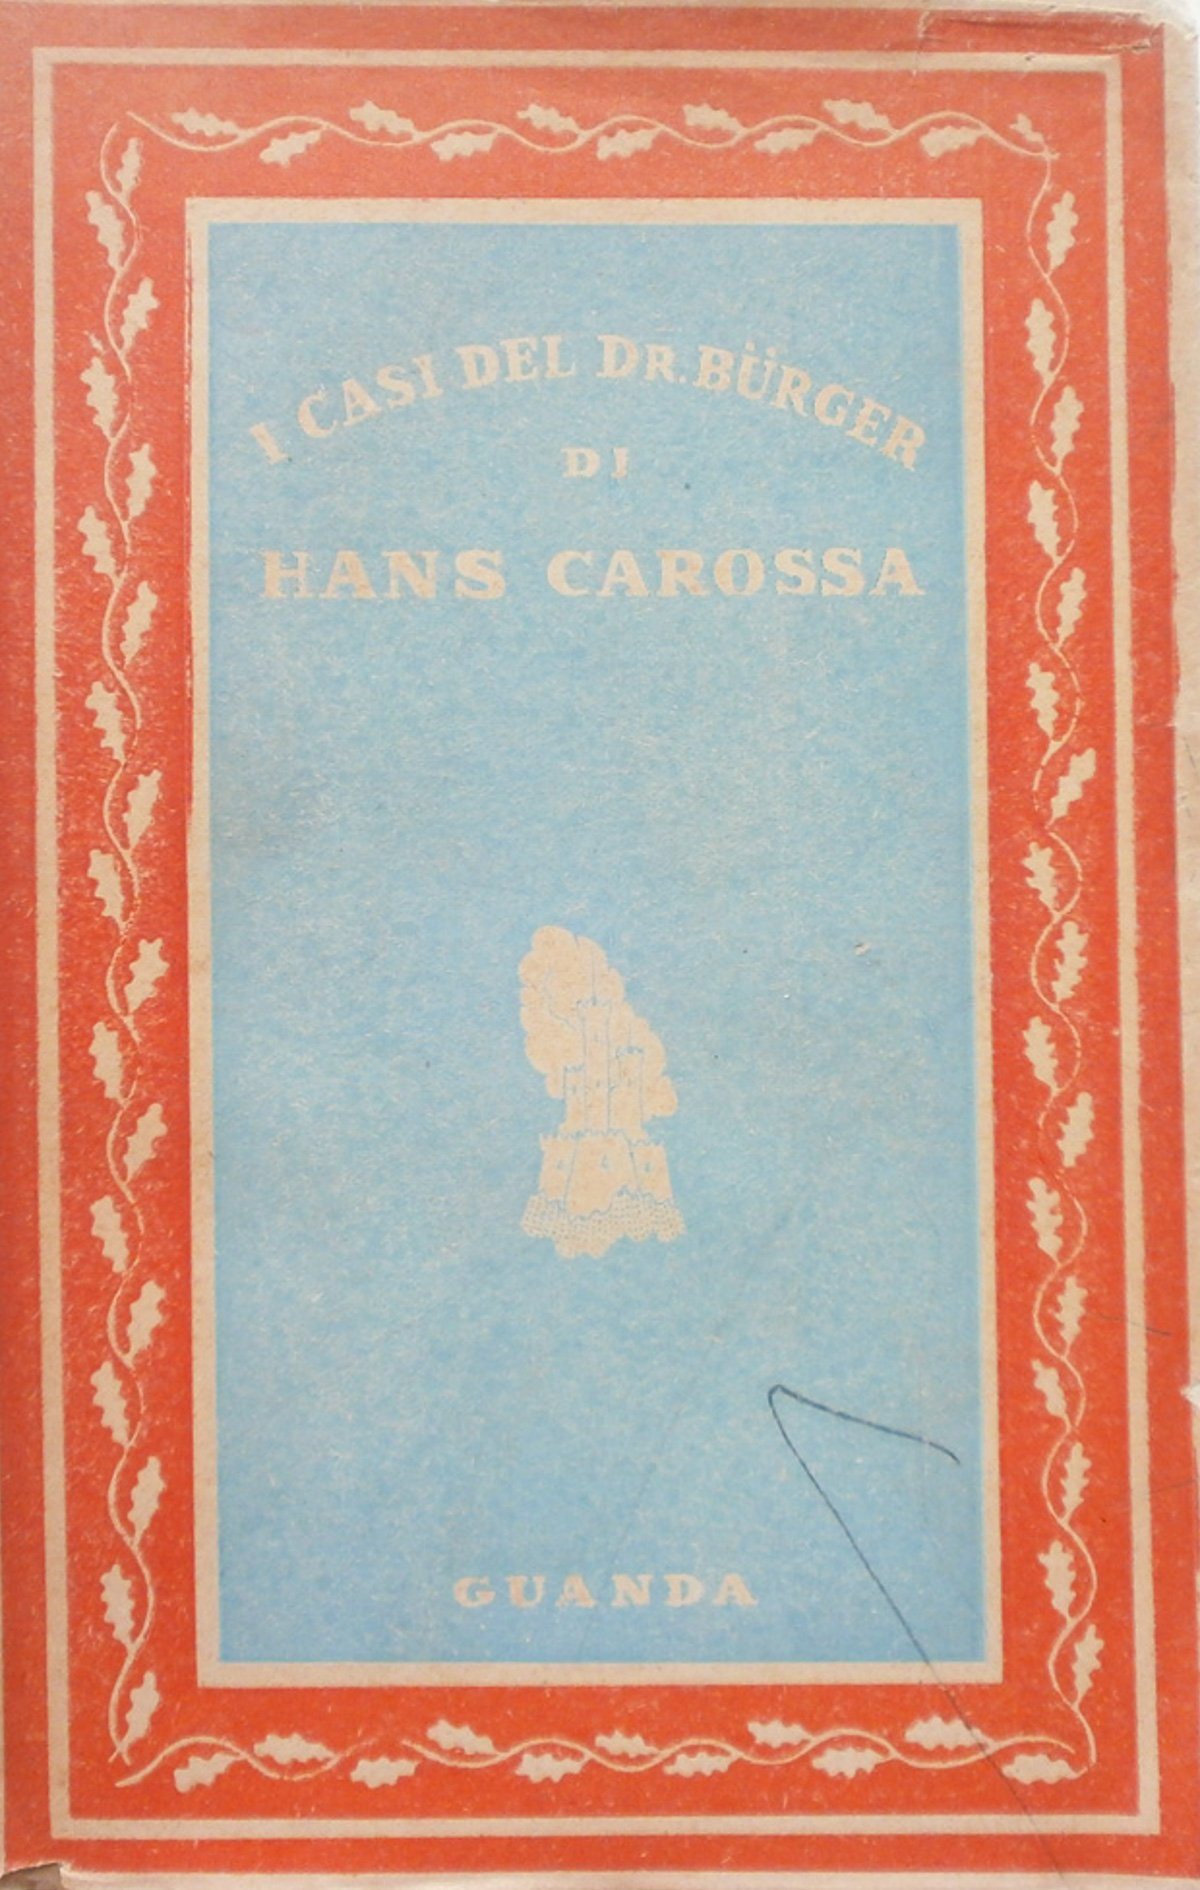 I CASI DEL DR. BÜRGER
DI
HANS CAROSSA
GUANDA